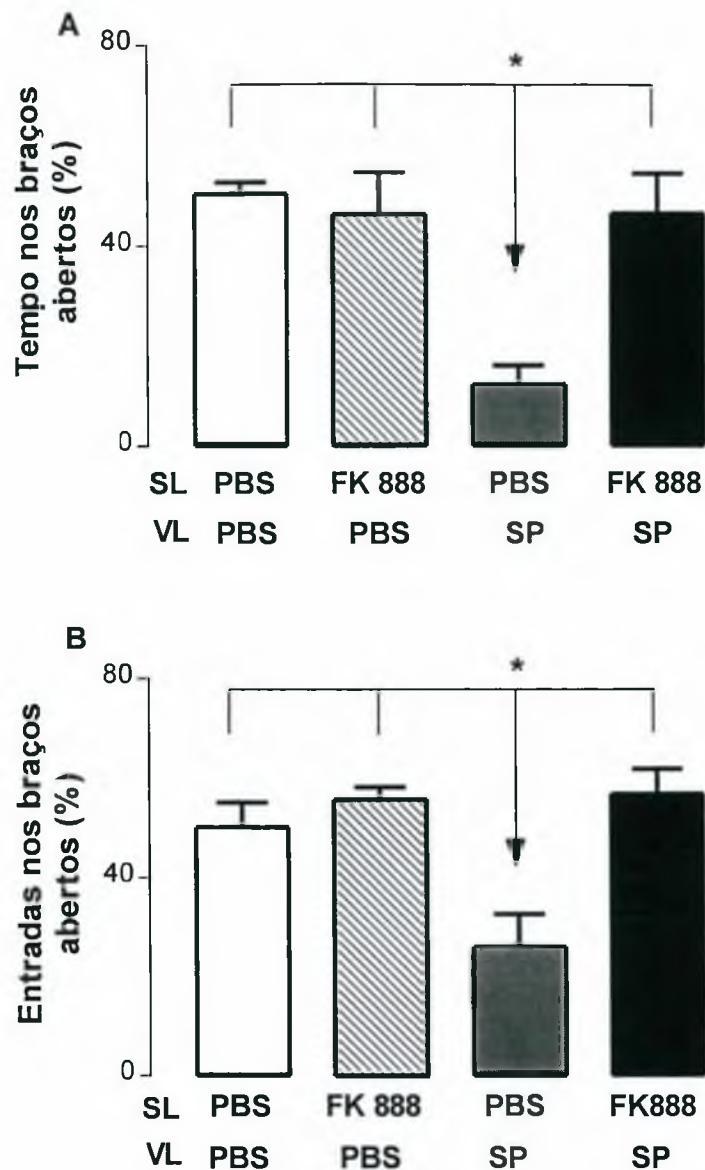 A
*
Tempo nos braços
abertos (%)
80
40
0
SL PBS FK 888 PBS FK 888
VL PBS PBS SP SP
B
*
Entradas nos braços
abertos (%)
80
40
0
SL PBS FK 888 PBS FK888
VL PBS PBS SP SP